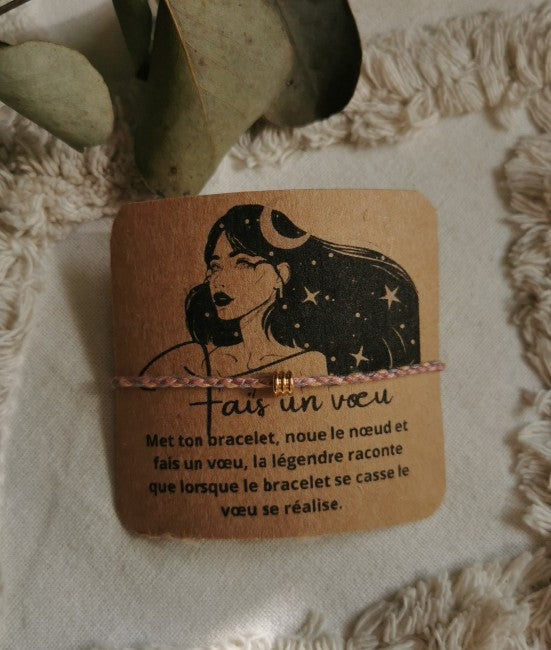 Fais un vœu
Met ton bracelet, noue le nœud et
fais un vœu, la légendre raconte
que lorsque le bracelet se casse le
vœu se réalise.